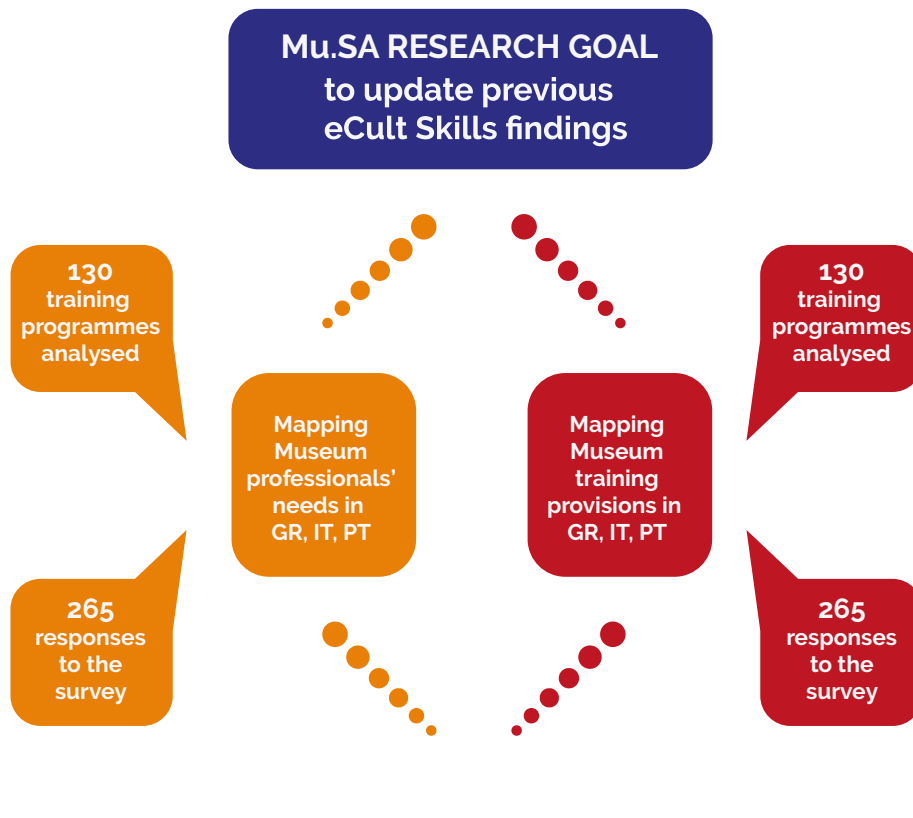 Mu.SA RESEARCH GOAL
to update previous
eCult Skills findings
130
training
programmes
analysed
130
training
programmes
analysed
Mapping
Museum
professionals’
needs in
GR, IT, PT
Mapping
Museum
training
provisions in
GR, IT, PT
265
responses
to the
survey
265
responses
to the
survey